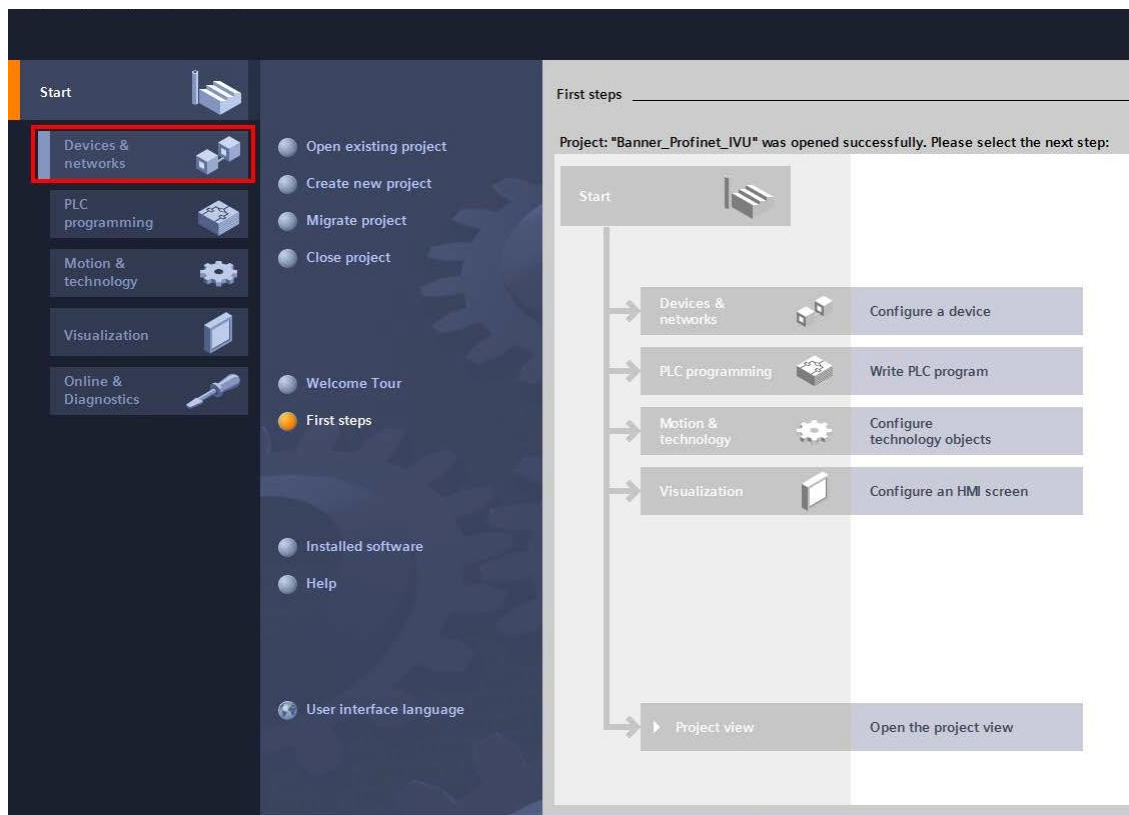 Start
Devices &
networks
PLC
programming
Motion &
technology
Visualization
Online &
Diagnostics
Open existing project
Create new project
Migrate project
Close project
Welcome Tour
First steps
Installed software
Help
User interface language
First steps
Project: "Banner_Profinet_IVU" was opened successfully. Please select the next step:
Start
Devices &
networks
Configure a device
PLC programming
Write PLC program
Motion &
technology
Configure
technology objects
Visualization
Configure an HMI screen
Project view
Open the project view